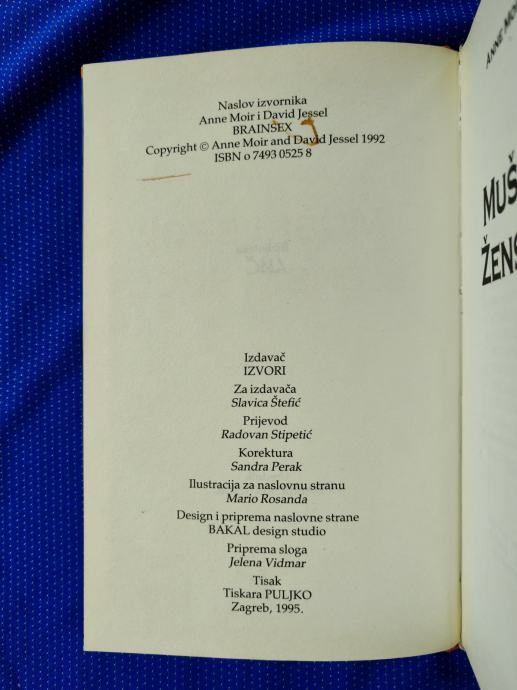 Naslov izvornika
Anne Moir i David Jessel
BRAINSEX
Copyright © Anne Moir and David Jessel 1992
ISBN o 7493 0525 8
Izdavač
IZVORI
Za izdavača
Slavica Štefić
Prijevod
Radovan Stipetić
Korektura
Sandra Perak
Ilustracija za naslovnu stranu
Mario Rosanda
Design i priprema naslovne strane
BAKAL design studio
Priprema sloga
Jelena Vidmar
Tisak
Tiskara PULJKO
Zagreb, 1995.
ANNE MOI
MUŠ
ŽENS